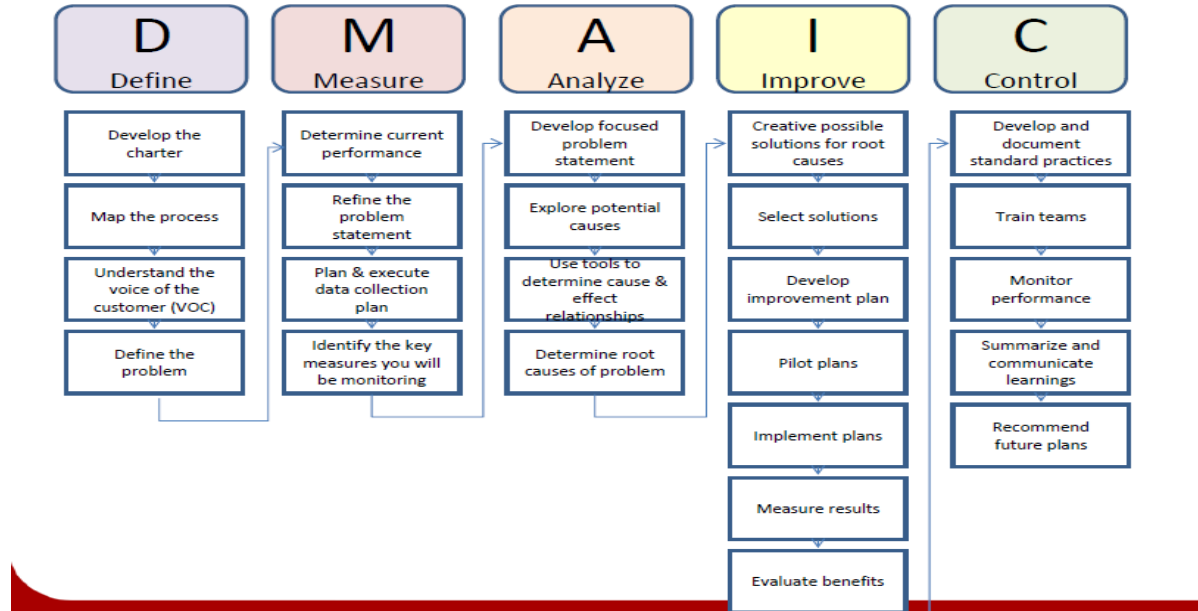 D
Define
M
Measure
A
Analyze
I
Improve
C
Control
Develop the
charter
Map the process
Understand the
voice of the
customer (VOC)
Define the
problem
Determine current
performance
Refine the
problem
statement
Plan & execute
data collection
plan
Identify the key
measures you will
be monitoring
Develop focused
problem
statement
Explore potential
causes
Use tools to
determine cause &
effect
relationships
Determine root
causes of problem
Creative possible
solutions for root
causes
Select solutions
Develop
improvement plan
Pilot plans
Implement plans
Measure results
Evaluate benefits
Develop and
document
standard practices
Train teams
Monitor
performance
Summarize and
communicate
learnings
Recommend
future plans